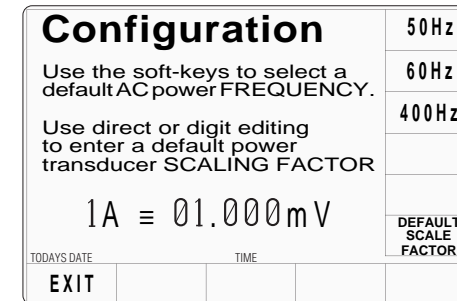 Configuration
Use the soft-keys to select a
default AC power FREQUENCY.
Use direct or digit editing
to enter a default power
transducer SCALING FACTOR
1A ≡ 01.000mV
TODAYS DATE
TIME
EXIT
50Hz
60Hz
400Hz
DEFAULT
SCALE
FACTOR